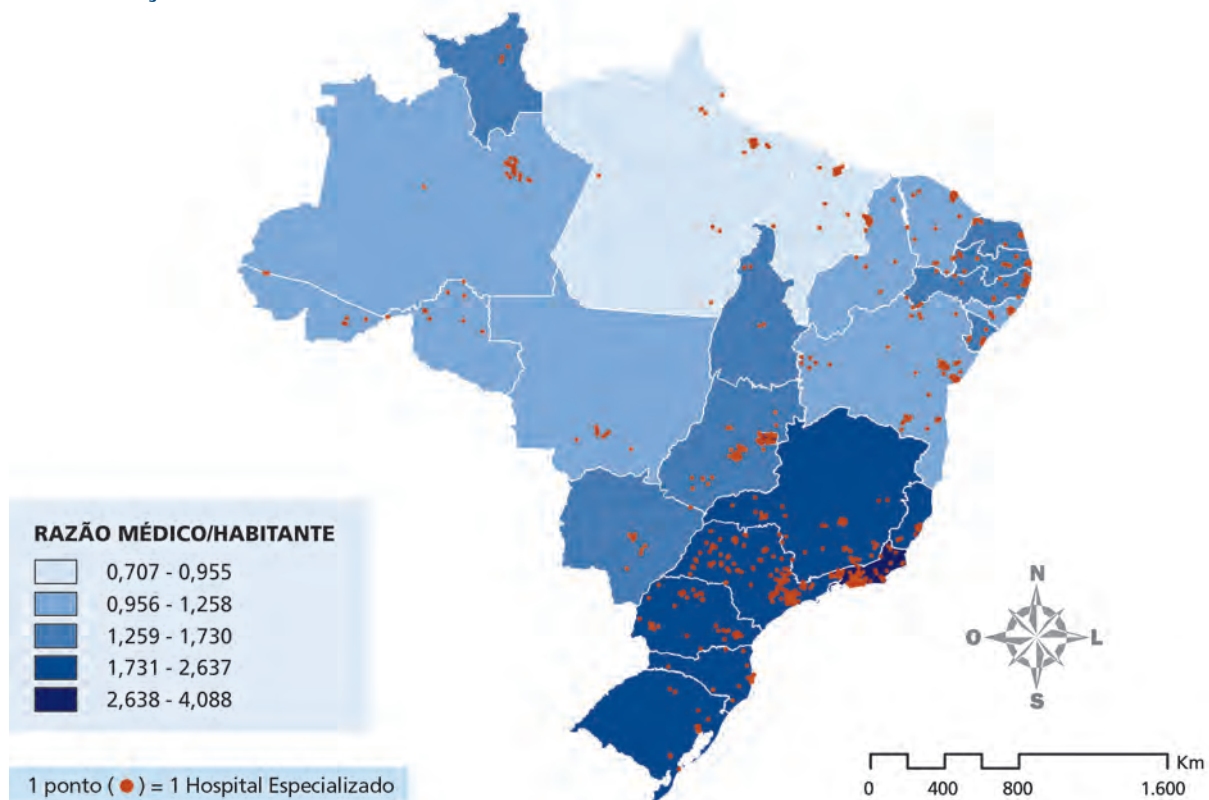 RAZÃO MÉDICO/HABITANTE
0,707 - 0,955
0,956 - 1,258
1,259 - 1,730
1,731 - 2,637
2,638 - 4,088
1 ponto ( ● ) = 1 Hospital Especializado
N
O L
S
Km
0 400 800 1.600